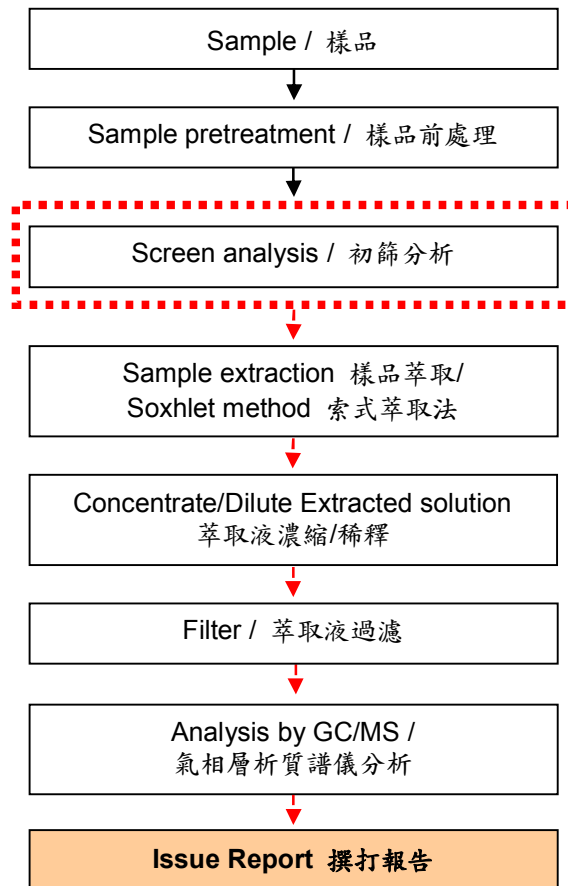 Sample / 樣品
Sample pretreatment / 樣品前處理
Screen analysis / 初篩分析
Sample extraction 樣品萃取/
Soxhlet method 索式萃取法
Concentrate/Dilute Extracted solution
萃取液濃縮/稀釋
Filter / 萃取液過濾
Analysis by GC/MS /
氣相層析質譜儀分析
Issue Report 撰打報告